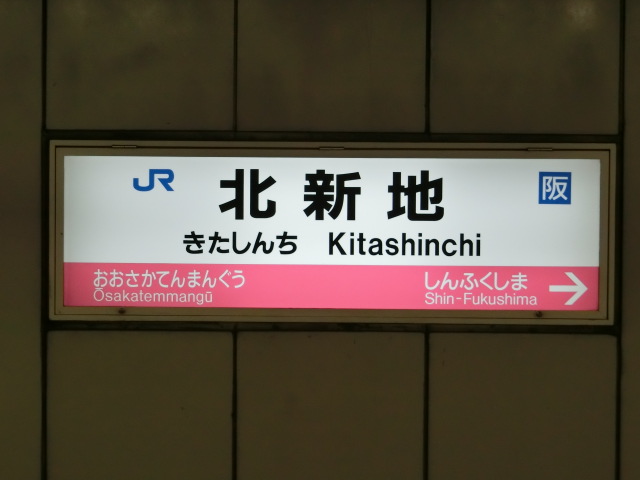 JR 北新地 阪
きたしんち Kitashinchi
おおさかてんまんぐう しんふくしま →
Ōsakatemmangū Shin-Fukushima